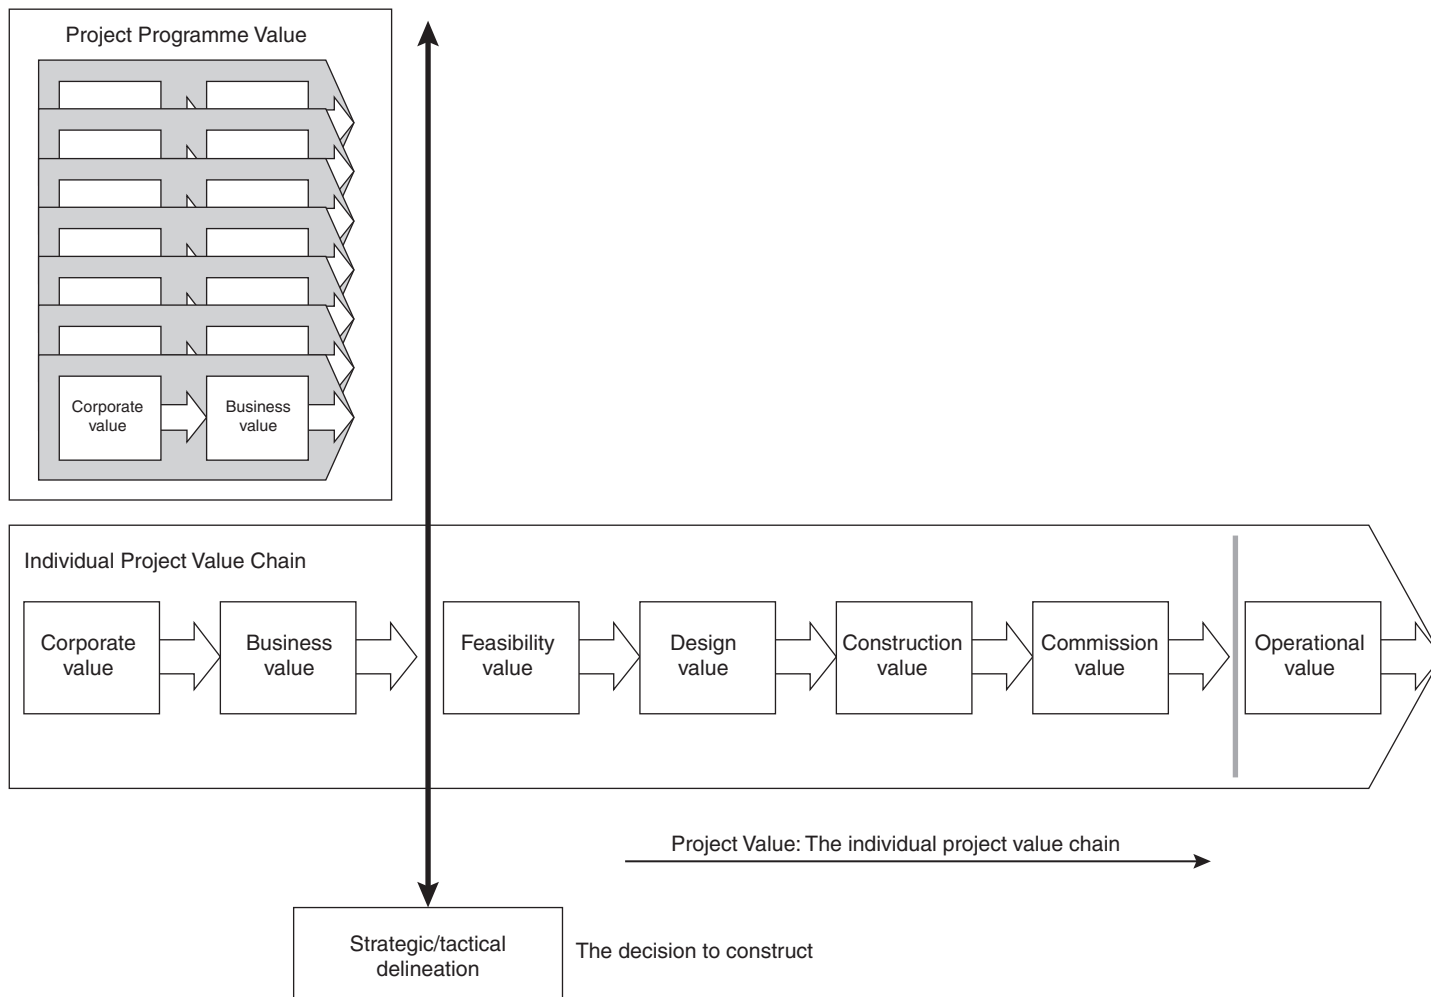 Project Programme Value
Corporate
value
Business
value
Individual Project Value Chain
Corporate
value
Business
value
Feasibility
value
Design
value
Construction
value
Commission
value
Operational
value
Project Value: The individual project value chain
Strategic/tactical
delineation
The decision to construct